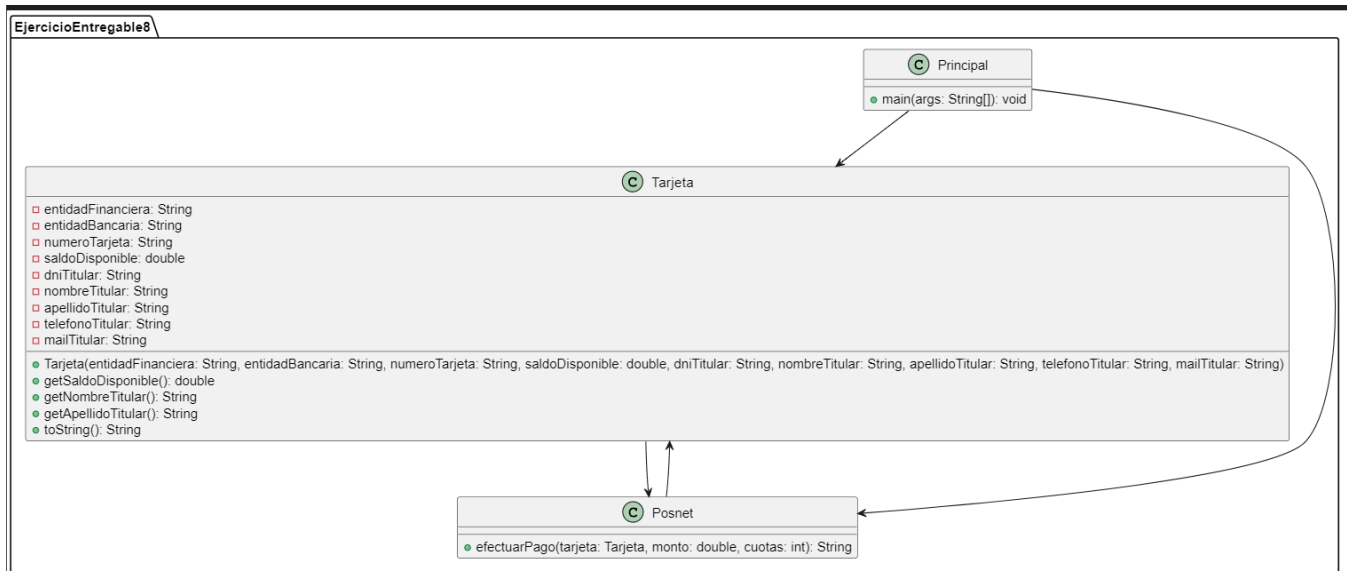 EjercicioEntregable8
C Principal
main(args: String[]): void
C Tarjeta
entidadFinanciera: String
entidadBancaria: String
numeroTarjeta: String
saldoDisponible: double
dniTitular: String
nombreTitular: String
apellidoTitular: String
telefonoTitular: String
mailTitular: String
Tarjeta(entidadFinanciera: String, entidadBancaria: String, numeroTarjeta: String, saldoDisponible: double, dniTitular: String, nombreTitular: String, apellidoTitular: String, telefonoTitular: String, mailTitular: String)
getSaldoDisponible(): double
getNombreTitular(): String
getApellidoTitular(): String
toString(): String
C Posnet
efectuarPago(tarjeta: Tarjeta, monto: double, cuotas: int): String